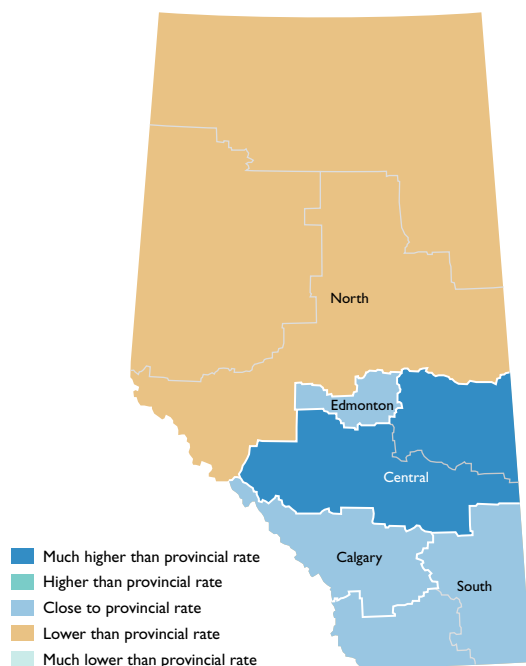 North
Edmonton
Central
Calgary
South
Much higher than provincial rate
Higher than provincial rate
Close to provincial rate
Lower than provincial rate
Much lower than provincial rate